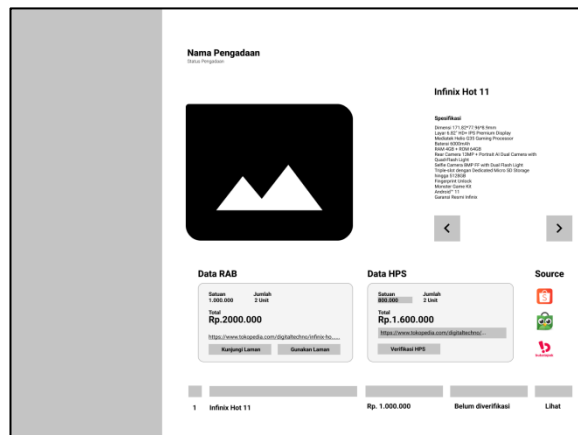 Nama Pengadaan
Status Pengadaan
Infinix Hot 11
Spesifikasi
Dimensi 171.82*77.96*8.9mm
Layar 6.82" HD+ IPS Premium Display
Mediatek Helio G35 Gaming Processor
Baterai 6000mAh
RAM 4GB + ROM 64GB
Rear Camera 13MP + Portrait AI Dual Camera with
Quad-Flash Light
Selfie Camera 8MP FF with Dual Flash Light
Triple-slot dengan Dedicated Micro SD Storage
hingga 512GB
Fingerprint Unlock
Monster Game Kit
Android™ 11
Garansi Resmi Infinix
Data RAB
Satuan Jumlah
1.000.000 2 Unit
Total
Rp.2000.000
https://www.tokopedia.com/digitaltechno/infinix-ho......
Kunjungi Laman Gunakan Laman
Data HPS
Satuan Jumlah
800.000 2 Unit
Total
Rp.1.600.000
https://www.tokopedia.com/digitaltechno/...
Verifikasi HPS
Source
1 Infinix Hot 11 Rp. 1.000.000 Belum diverifikasi Lihat